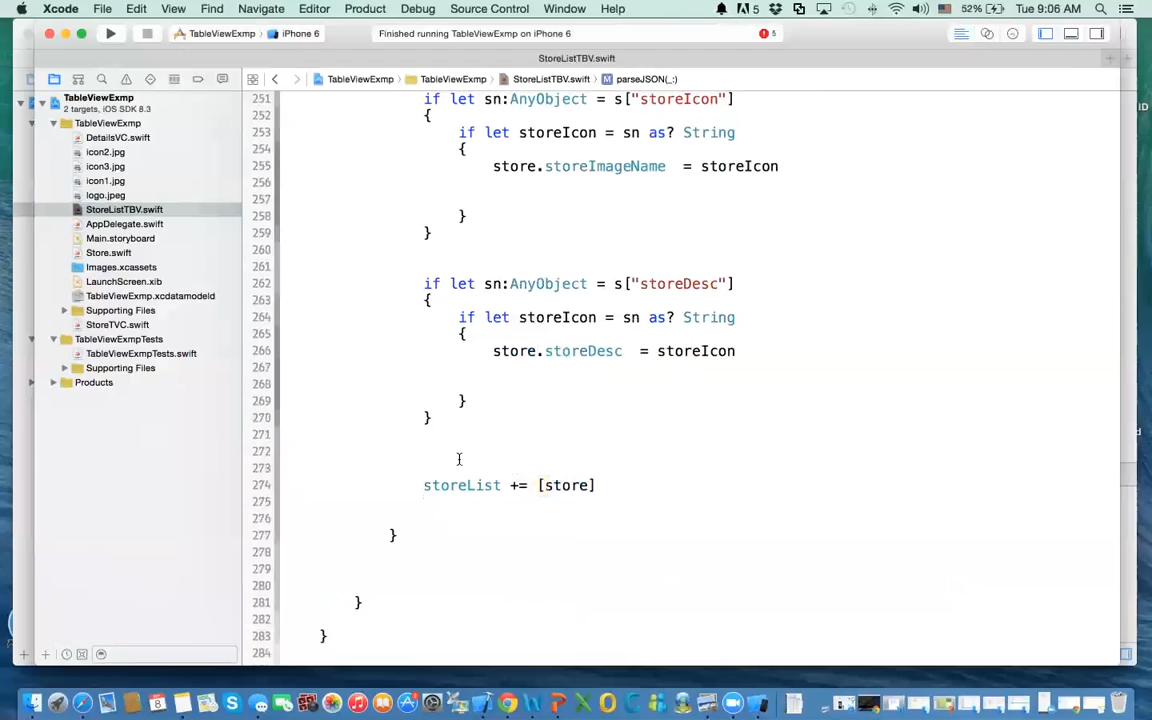 Xcode File Edit View Find Navigate Editor Product Debug Source Control Window Help 5 52% Tue 9:06 AM
TableViewExmp iPhone 6 Finished running TableViewExmp on iPhone 6 5
StoreListTBV.swift
TableViewExmp TableViewExmp StoreListTBV.swift M parseJSON(_:)
TableViewExmp
2 targets, iOS SDK 8.3
TableViewExmp
DetailsVC.swift
icon2.jpg
icon3.jpg
icon1.jpg
logo.jpeg
StoreListTBV.swift
AppDelegate.swift
Main.storyboard
Store.swift
Images.xcassets
LaunchScreen.xib
TableViewExmp.xcdatamodeld
Supporting Files
StoreTVC.swift
TableViewExmpTests
TableViewExmpTests.swift
Supporting Files
Products
251 if let sn:AnyObject = s["storeIcon"]
252 {
253 if let storeIcon = sn as? String
254 {
255 store.storeImageName = storeIcon
256
257
258 }
259 }
260
261
262 if let sn:AnyObject = s["storeDesc"]
263 {
264 if let storeIcon = sn as? String
265 {
266 store.storeDesc = storeIcon
267
268
269 }
270 }
271
272
273
274 storeList += [store]
275
276
277 }
278
279
280
281 }
282
283 }
284